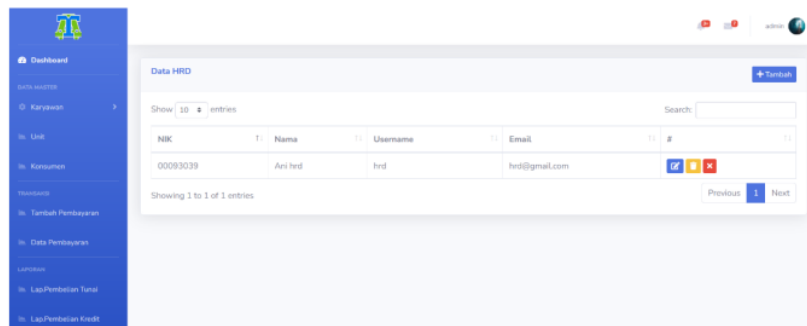 admin
Dashboard
DATA MASTER
Karyawan
Unit
Konsumen
TRANSAKSI
Tambah Pembayaran
Data Pembayaran
LAPORAN
Lap.Pembelian Tunai
Lap.Pembelian Kredit
Data HRD
+ Tambah
Show 10 entries
Search:
NIK Nama Username Email #
00093039 Ani hrd hrd hrd@gmail.com
Showing 1 to 1 of 1 entries
Previous 1 Next